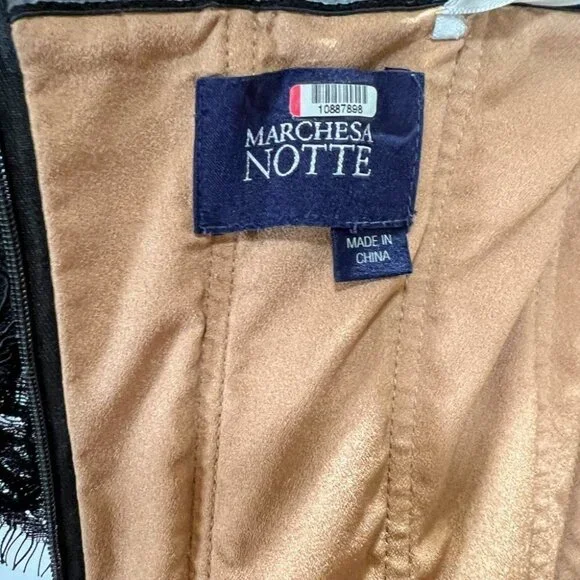 10887898
MARCHESA
NOTTE
MADE IN
CHINA